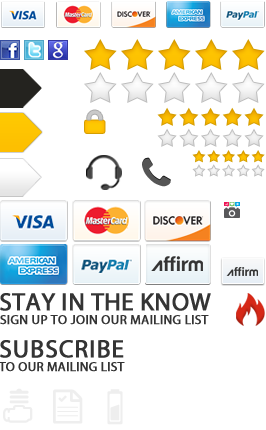 VISA MasterCard DISCOVER AMERICAN EXPRESS PayPal
f t g
VISA MasterCard DISCOVER
AMERICAN EXPRESS PayPal affirm affirm
STAY IN THE KNOW
SIGN UP TO JOIN OUR MAILING LIST
SUBSCRIBE
TO OUR MAILING LIST